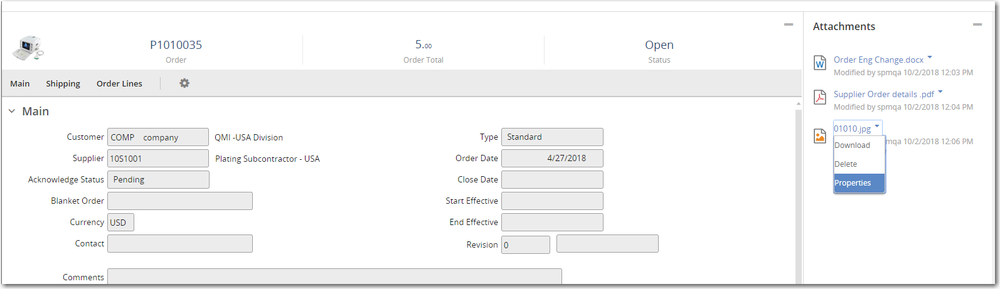 P1010035
Order
5.00
Order Total
Open
Status
Main Shipping Order Lines
Main
Customer COMP company QMI -USA Division
Supplier 10S1001 Plating Subcontractor - USA
Acknowledge Status Pending
Blanket Order
Currency USD
Contact
Comments
Type Standard
Order Date 4/27/2018
Close Date
Start Effective
End Effective
Revision 0
Attachments
Order Eng Change.docx
Modified by spmqa 10/2/2018 12:03 PM
Supplier Order details .pdf
Modified by spmqa 10/2/2018 12:04 PM
01010.jpg
mqa 10/2/2018 12:06 PM
Download
Delete
Properties